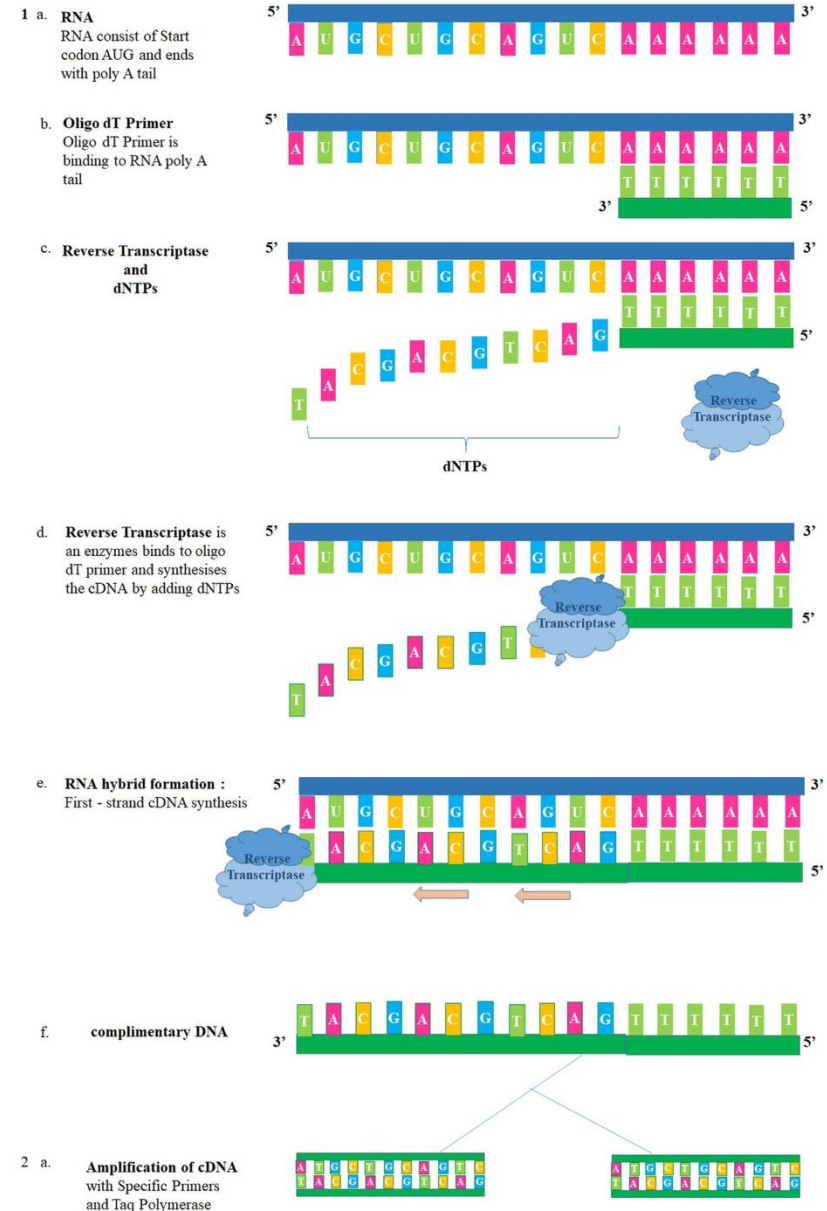 1 a. RNA
RNA consist of Start
codon AUG and ends
with poly A tail
5’ 3’
A U G C U G C A G U C A A A A A A
b. Oligo dT Primer
Oligo dT Primer is
binding to RNA poly A
tail
5’ 3’
A U G C U G C A G U C A A A A A A
T T T T T T
3’ 5’
c. Reverse Transcriptase
and
dNTPs
5’ 3’
A U G C U G C A G U C A A A A A A
T T T T T T
5’
T A C G A C G T C A G
Reverse
Transcriptase
dNTPs
d. Reverse Transcriptase is
an enzymes binds to oligo
dT primer and synthesises
the cDNA by adding dNTPs
5’ 3’
A U G C U G C A G U C A A A A A A
T T T T T T
5’
Reverse
Transcriptase
T A C G A C G T
e. RNA hybrid formation :
First - strand cDNA synthesis
5’ 3’
A U G C U G C A G U C A A A A A A
T A C G A C G T C A G T T T T T T
Reverse
Transcriptase
5’
f. complimentary DNA
T A C G A C G T C A G T T T T T T
3’ 5’
2 a. Amplification of cDNA
with Specific Primers
and Taq Polymerase
A T G C T G C A G T C
T A C G A C G T C A G
A T G C T G C A G T C
T A C G A C G T C A G